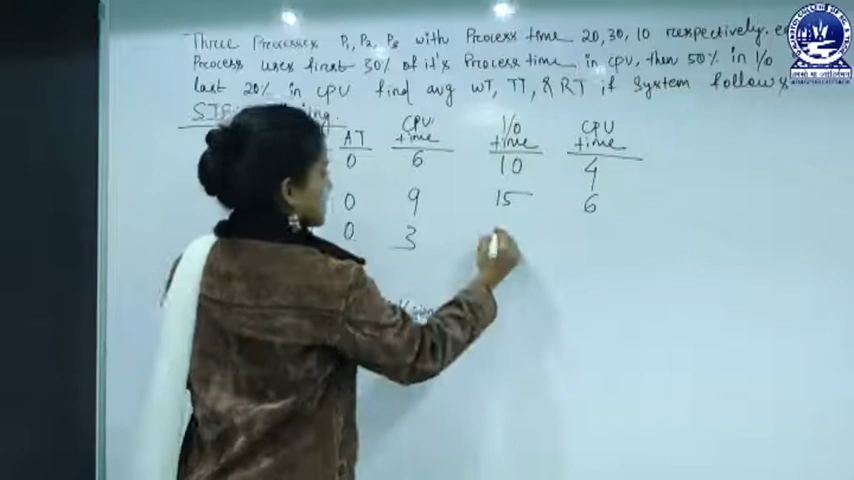 Three Processes P1, P2, P3 with Process time 20, 30, 10 respectively.
Process uses first 30% of it's Process time in cpu, then 50% in I/o
last 20% in cpu find avg WT, TT, & RT if system follows
AT CPU time I/o time CPU time
0 6 10 4
0 9 15 6
0 3